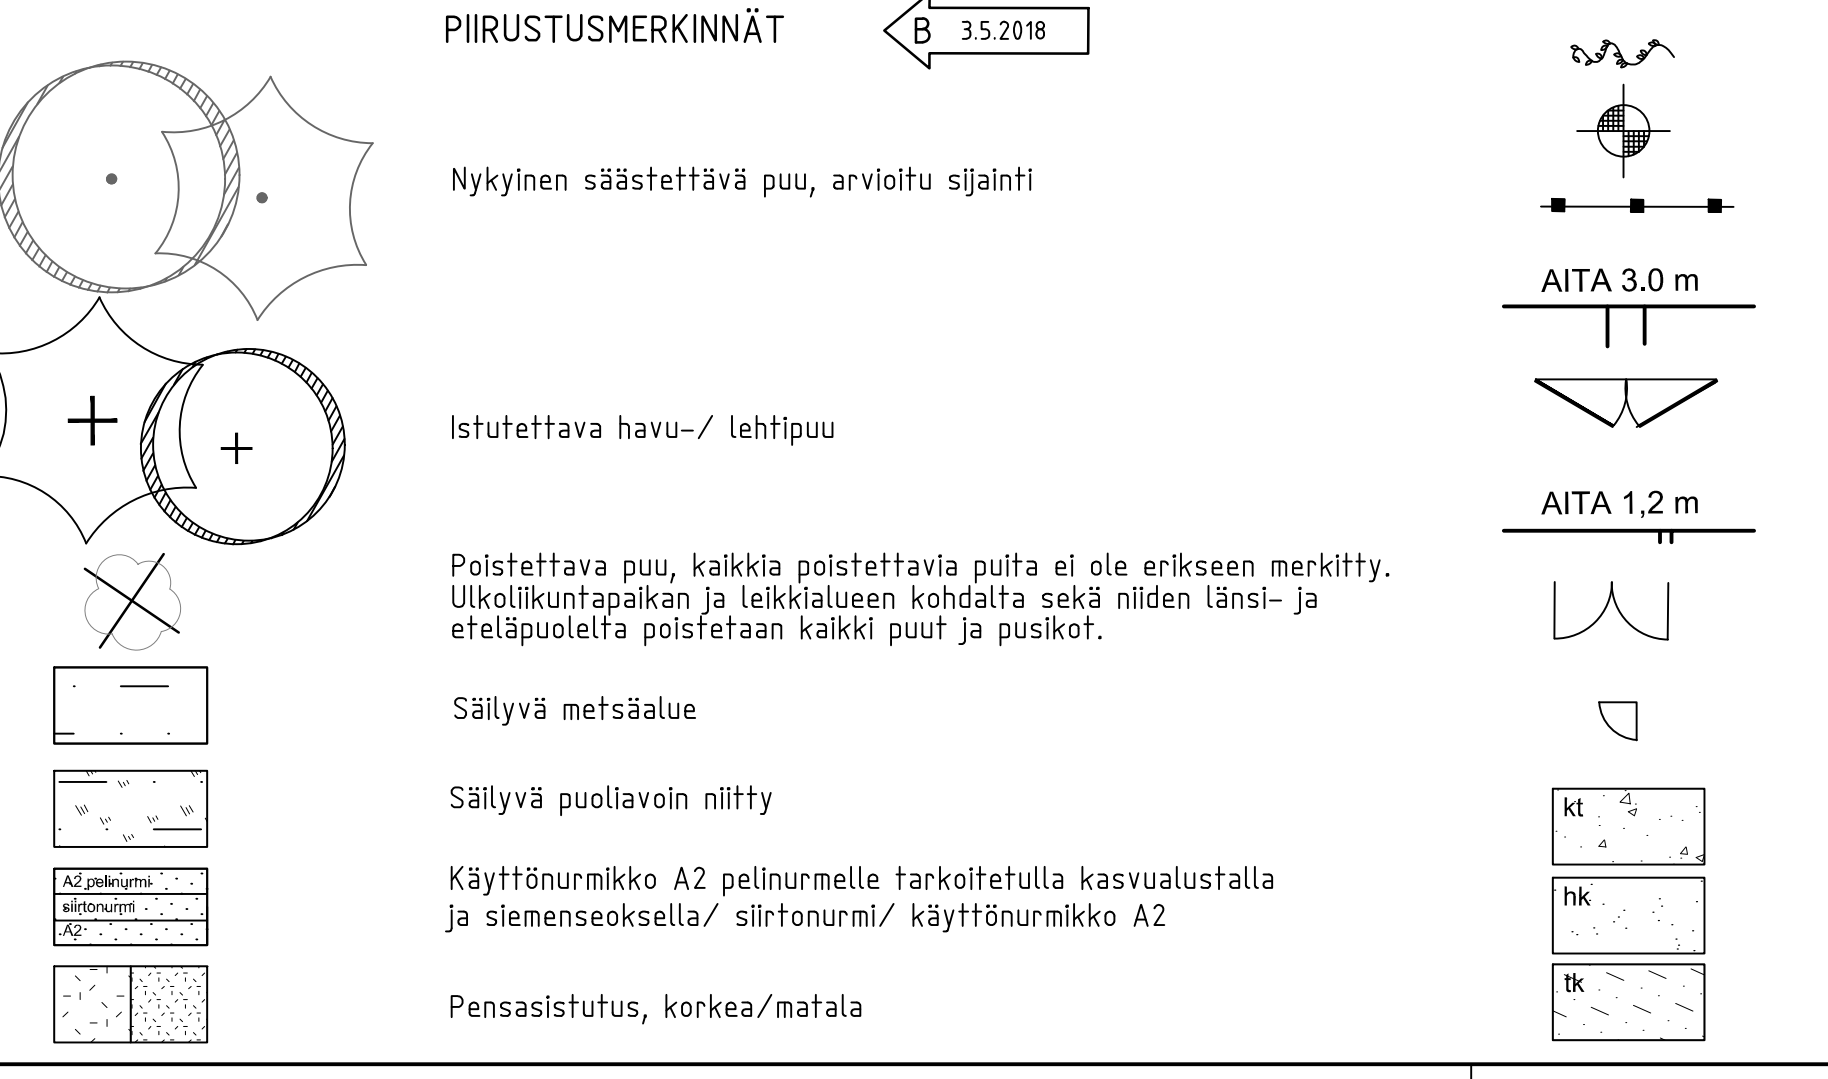 PIIRUSTUSMERKINNÄT
B 3.5.2018
Nykyinen säästettävä puu, arvioitu sijainti
Istutettava havu-/ lehtipuu
Poistettava puu, kaikkia poistettavia puita ei ole erikseen merkitty.
Ulkoliikuntapaikan ja leikkialueen kohdalta sekä niiden länsi- ja
eteläpuolelta poistetaan kaikki puut ja pusikot.
Säilyvä metsäalue
Säilyvä puoliavoin niitty
A2 pelinurmi
siirtonurmi
A2
Käyttönurmikko A2 pelinurmelle tarkoitetulla kasvualustalla
ja siemenseoksella/ siirtonurmi/ käyttönurmikko A2
Pensasistutus, korkea/matala
AITA 3.0 m
AITA 1,2 m
kt
hk
tk